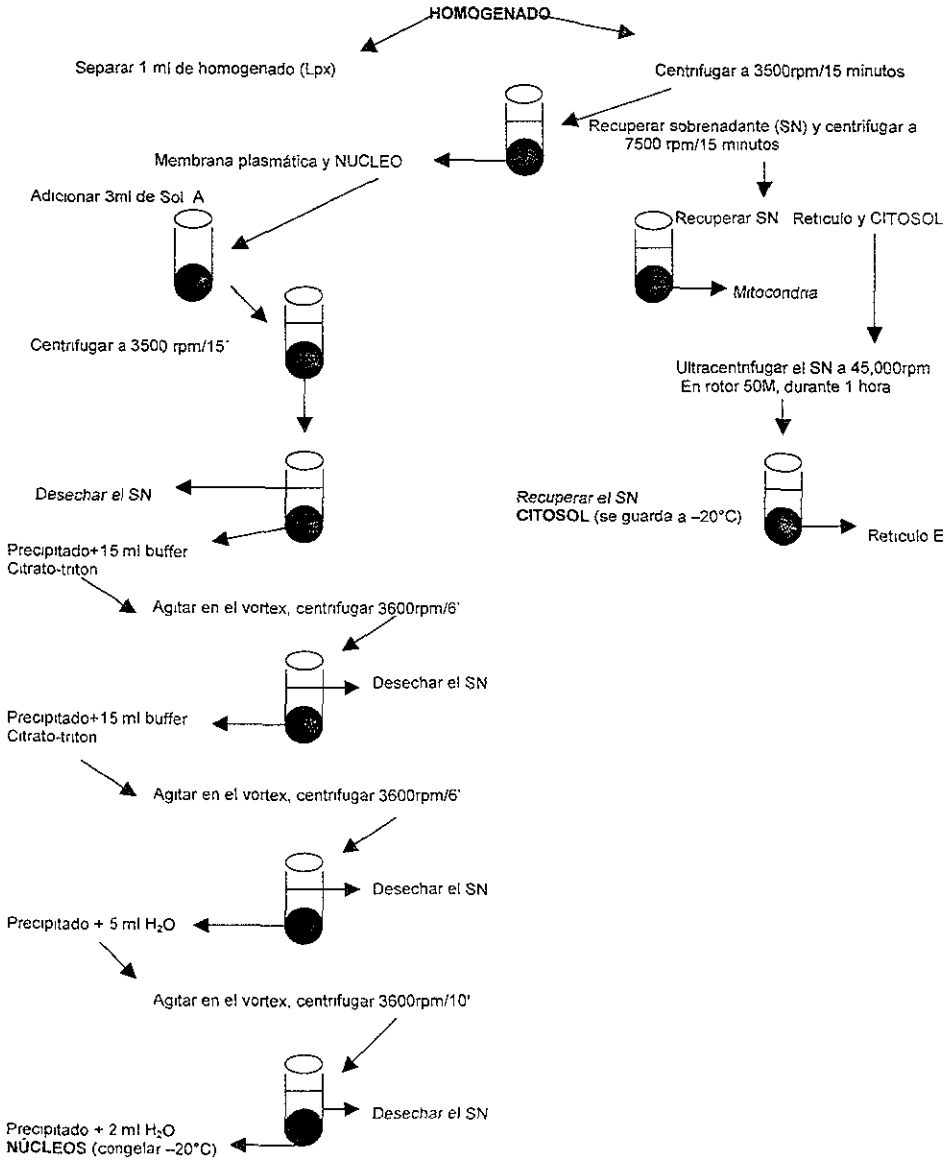 HOMOGENADO
Separar 1 ml de homogenado (Lpx)
Centrifugar a 3500rpm/15 minutos
Recuperar sobrenadante (SN) y centrifugar a
7500 rpm/15 minutos
Membrana plasmática y NUCLEO
Adicionar 3ml de Sol A
Recuperar SN Retículo y CITOSOL
Mitocondria
Centrifugar a 3500 rpm/15'
Ultracentrifugar el SN a 45,000rpm
En rotor 50M, durante 1 hora
Desechar el SN
Recuperar el SN
CITOSOL (se guarda a –20°C)
Retículo E
Precipitado+15 ml buffer
Citrato-triton
Agitar en el vortex, centrifugar 3600rpm/6'
Desechar el SN
Precipitado+15 ml buffer
Citrato-triton
Agitar en el vortex, centrifugar 3600rpm/6'
Desechar el SN
Precipitado + 5 ml H₂O
Agitar en el vortex, centrifugar 3600rpm/10'
Desechar el SN
Precipitado + 2 ml H₂O
NÚCLEOS (congelar –20°C)